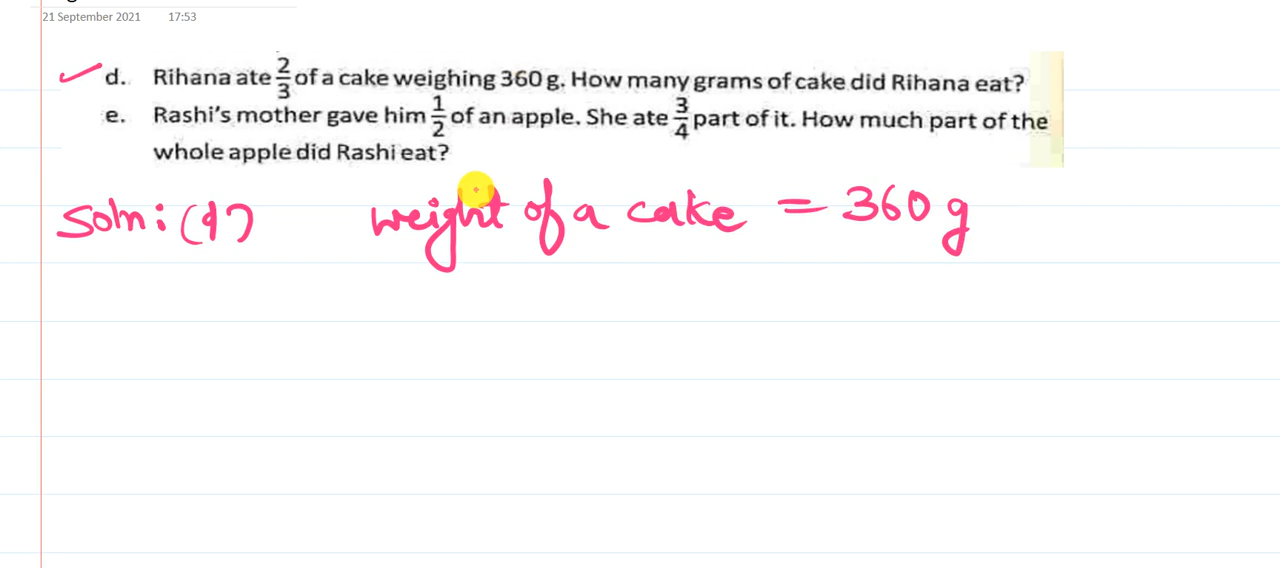 21 September 2021 17:53
d. Rihana ate 2/3 of a cake weighing 360 g. How many grams of cake did Rihana eat?
e. Rashi's mother gave him 1/2 of an apple. She ate 3/4 part of it. How much part of the
whole apple did Rashi eat?
Soln: (d) weight of a cake = 360 g